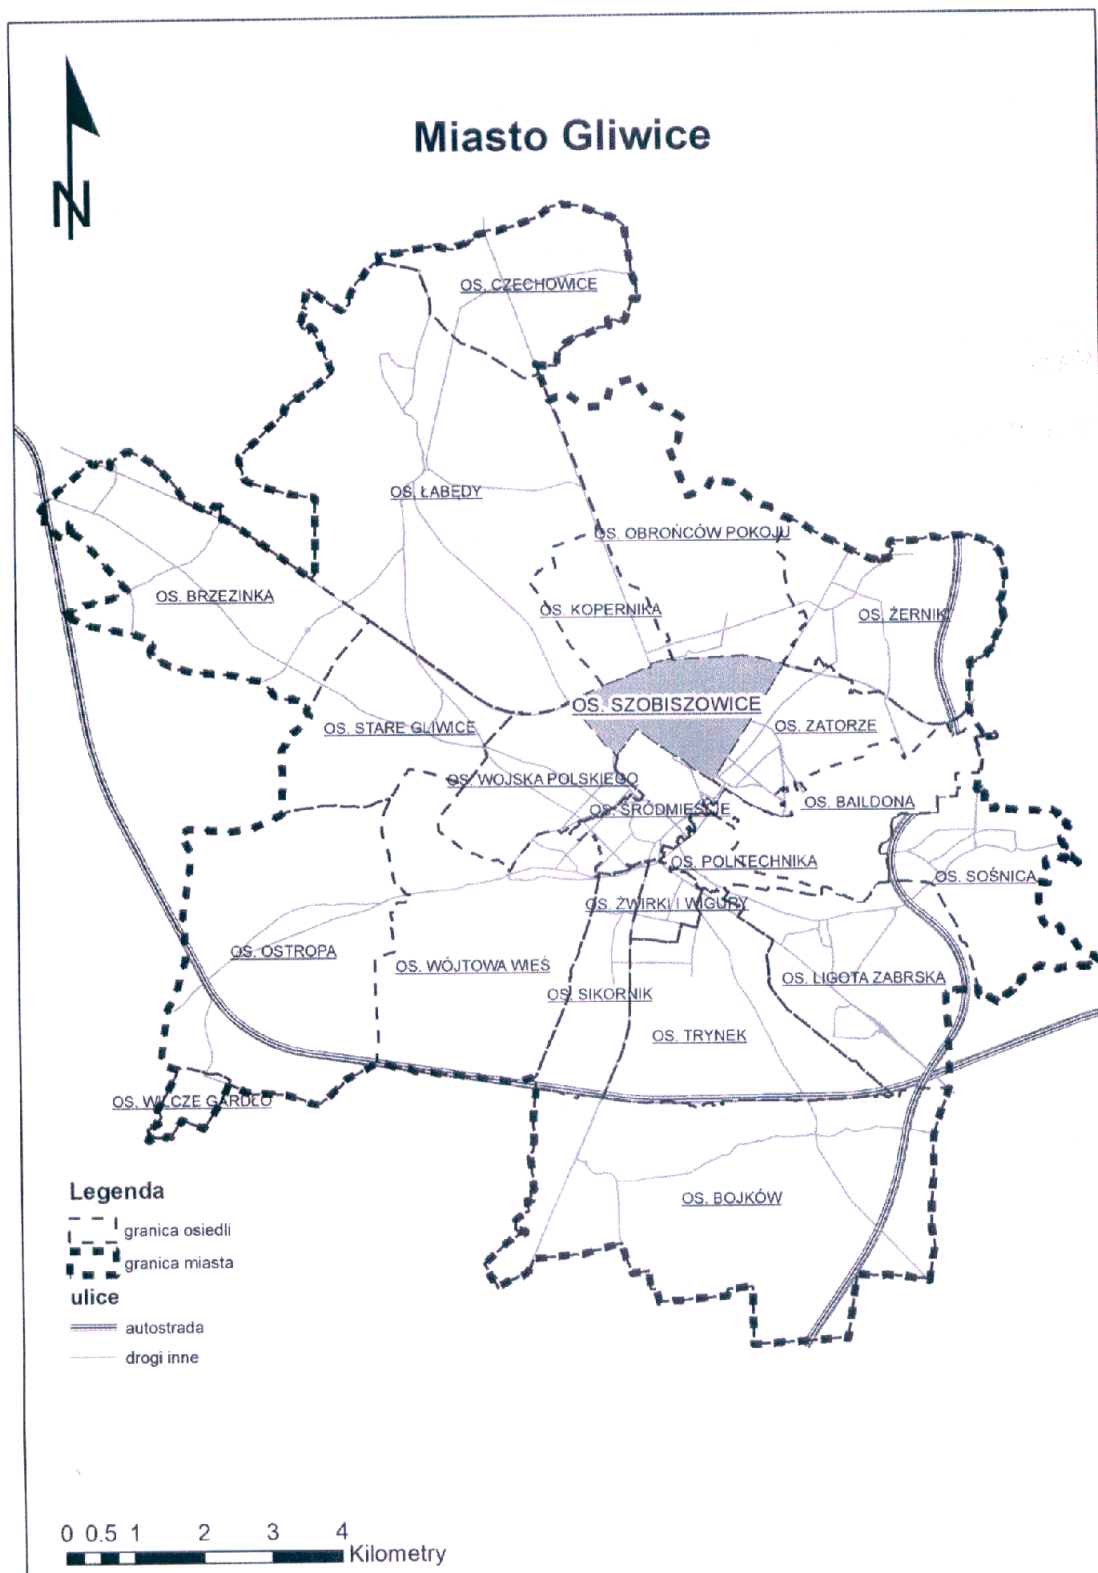 Miasto Gliwice
N
OS. CZECHOWICE
OS. ŁABĘDY
OS. OBROŃCÓW POKOJU
OS. BRZEZINKA
OS. KOPERNIKA
OS. ŻERNIKI
OS. SZOBISZOWICE
OS. STARE GLIWICE
OS. ZATORZE
OS. WOJSKA POLSKIEGO
OS. ŚRÓDMIEŚCIE
OS. BAILDONA
OS. POLITECHNIKA
OS. SOŚNICA
OS. ŻWIRKI I WIGURY
OS. OSTROPA
OS. WÓJTOWA WIEŚ
OS. LIGOTA ZABRSKA
OS. SIKORNIK
OS. TRYNEK
OS. WILCZE GARDŁO
OS. BOJKÓW
Legenda
granica osiedli
granica miasta
ulice
autostrada
drogi inne
0 0.5 1 2 3 4
Kilometry